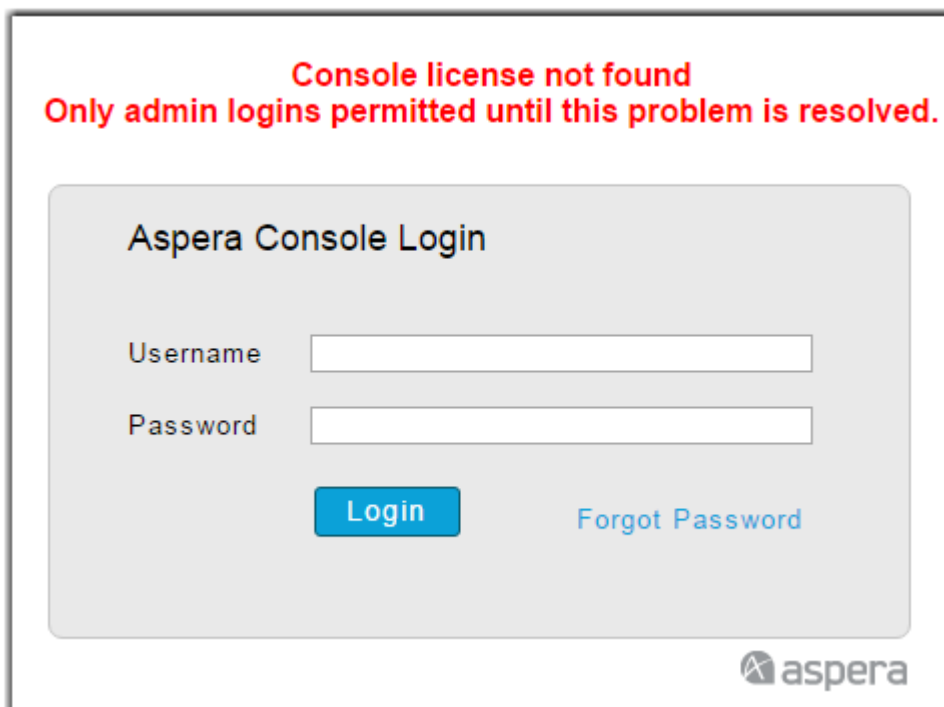 Console license not found
Only admin logins permitted until this problem is resolved.
Aspera Console Login
Username
Password
Login
Forgot Password
aspera